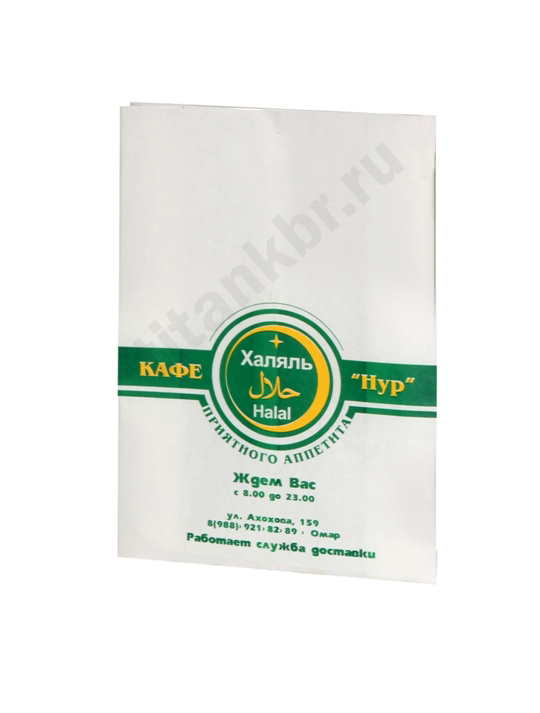 titankbr.ru
Халяль
حلال
Halal
КАФЕ "Нур"
ПРИЯТНОГО АППЕТИТА
Ждем Вас
с 8.00 до 23.00
ул. Ахохова, 159
8(988) 921 82 89 , Омар
Работает служба доставки